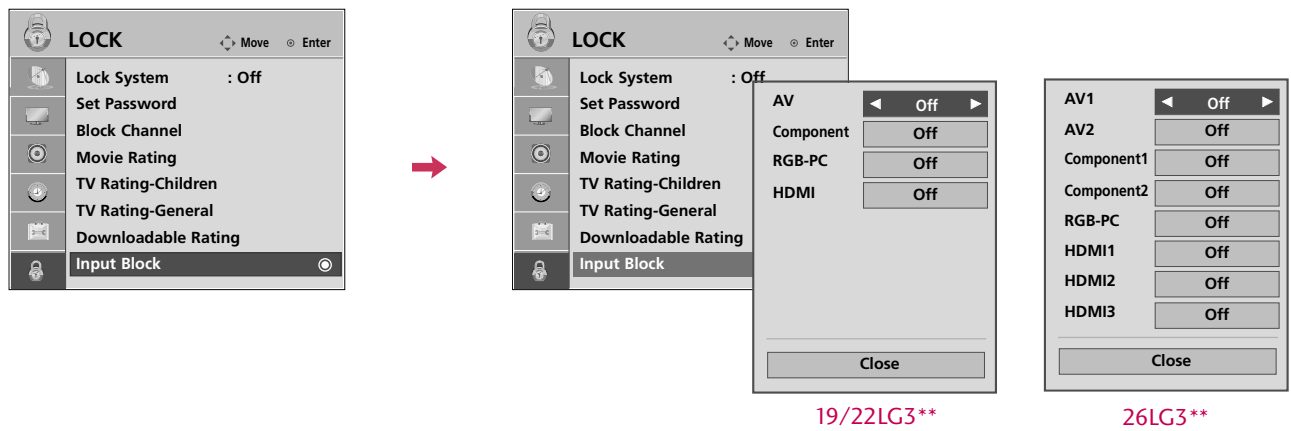 LOCK
Move
Enter
Lock System : Off
Set Password
Block Channel
Movie Rating
TV Rating-Children
TV Rating-General
Downloadable Rating
Input Block
LOCK
Move
Enter
Lock System : Off
Set Password
Block Channel
Movie Rating
TV Rating-Children
TV Rating-General
Downloadable Rating
Input Block
AV Off
Component Off
RGB-PC Off
HDMI Off
Close
19/22LG3**
AV1 Off
AV2 Off
Component1 Off
Component2 Off
RGB-PC Off
HDMI1 Off
HDMI2 Off
HDMI3 Off
Close
26LG3**